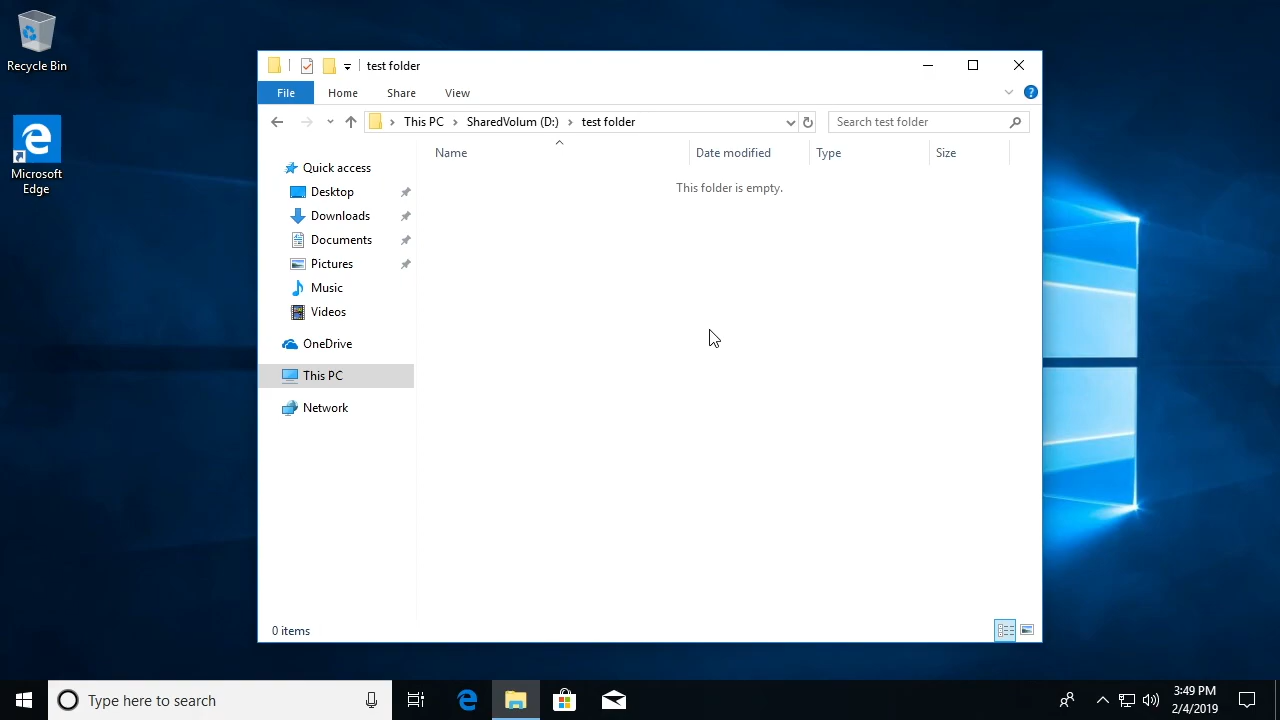 Recycle Bin
Microsoft
Edge
test folder
File Home Share View
This PC SharedVolum (D:) test folder
Search test folder
Name Date modified Type Size
This folder is empty.
Quick access
Desktop
Downloads
Documents
Pictures
Music
Videos
OneDrive
This PC
Network
0 items
Type here to search
3:49 PM
2/4/2019